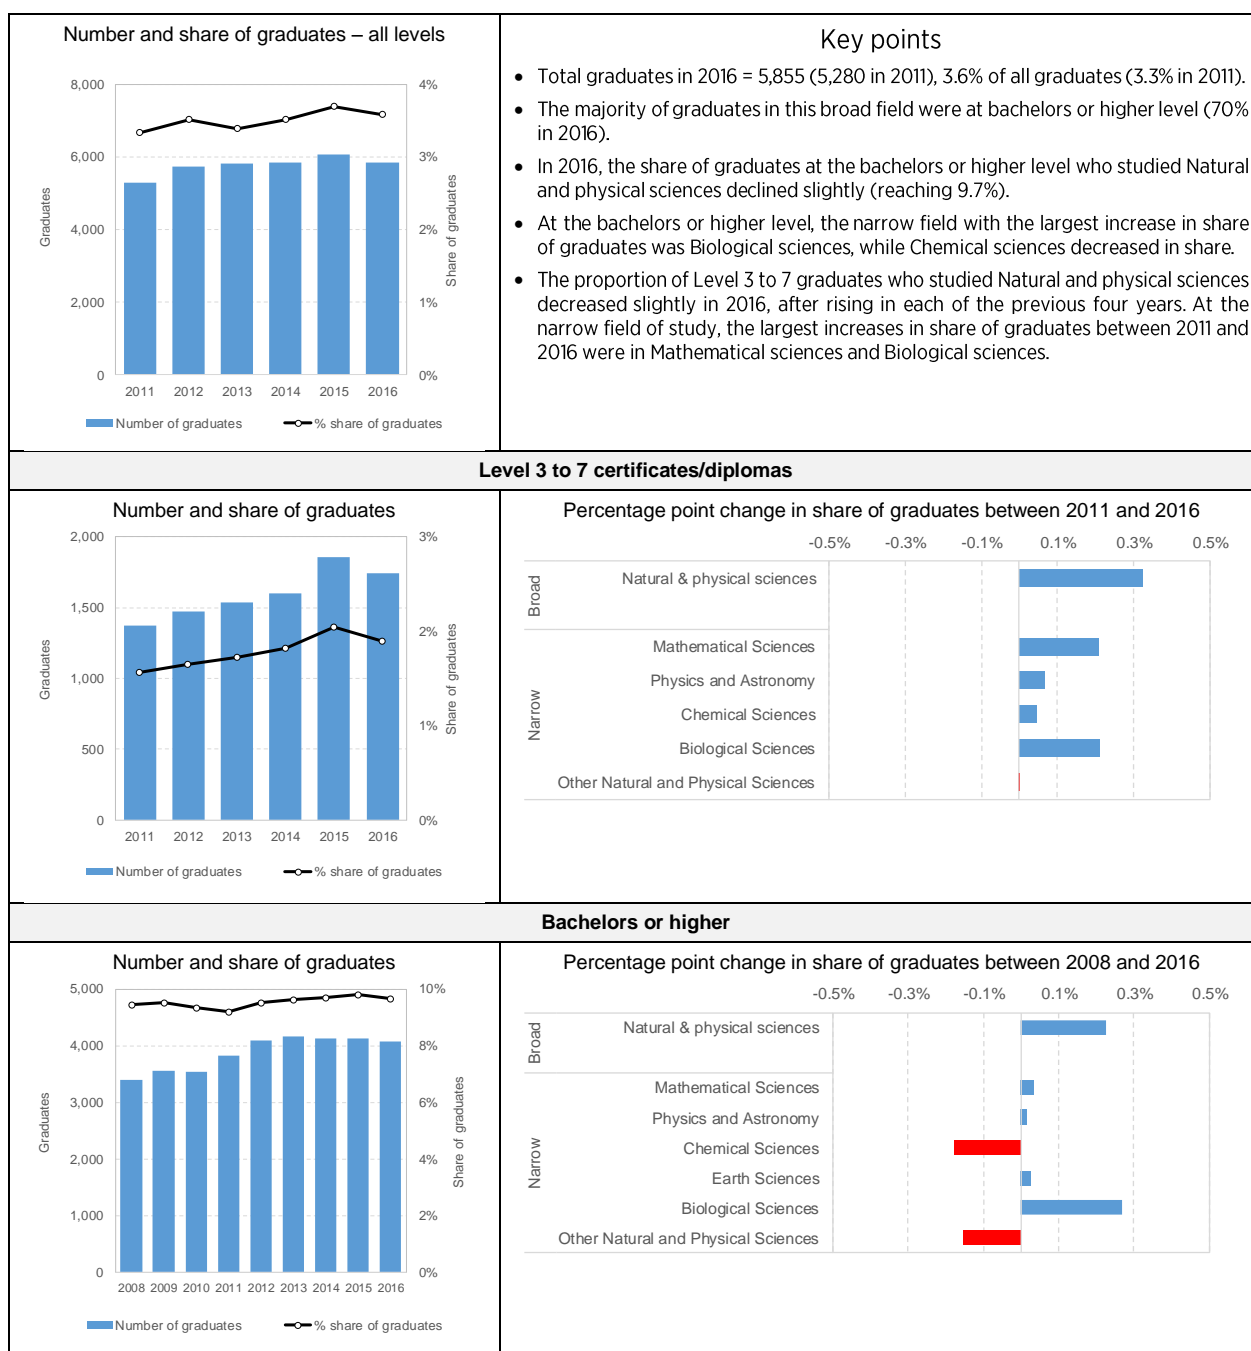 Number and share of graduates – all levels
8,000
6,000
4,000
2,000
0
4%
3%
2%
1%
0%
Graduates
Share of graduates
2011 2012 2013 2014 2015 2016
Number of graduates % share of graduates
Key points
• Total graduates in 2016 = 5,855 (5,280 in 2011), 3.6% of all graduates (3.3% in 2011).
• The majority of graduates in this broad field were at bachelors or higher level (70%
in 2016).
• In 2016, the share of graduates at the bachelors or higher level who studied Natural
and physical sciences declined slightly (reaching 9.7%).
• At the bachelors or higher level, the narrow field with the largest increase in share
of graduates was Biological sciences, while Chemical sciences decreased in share.
• The proportion of Level 3 to 7 graduates who studied Natural and physical sciences
decreased slightly in 2016, after rising in each of the previous four years. At the
narrow field of study, the largest increases in share of graduates between 2011 and
2016 were in Mathematical sciences and Biological sciences.
Level 3 to 7 certificates/diplomas
Number and share of graduates
2,000
1,500
1,000
500
0
3%
2%
1%
0%
Graduates
Share of graduates
2011 2012 2013 2014 2015 2016
Number of graduates % share of graduates
Percentage point change in share of graduates between 2011 and 2016
-0.5% -0.3% -0.1% 0.1% 0.3% 0.5%
Broad
Natural & physical sciences
Narrow
Mathematical Sciences
Physics and Astronomy
Chemical Sciences
Biological Sciences
Other Natural and Physical Sciences
Bachelors or higher
Number and share of graduates
5,000
4,000
3,000
2,000
1,000
0
10%
8%
6%
4%
2%
0%
Graduates
Share of graduates
2008 2009 2010 2011 2012 2013 2014 2015 2016
Number of graduates % share of graduates
Percentage point change in share of graduates between 2008 and 2016
-0.5% -0.3% -0.1% 0.1% 0.3% 0.5%
Broad
Natural & physical sciences
Narrow
Mathematical Sciences
Physics and Astronomy
Chemical Sciences
Earth Sciences
Biological Sciences
Other Natural and Physical Sciences